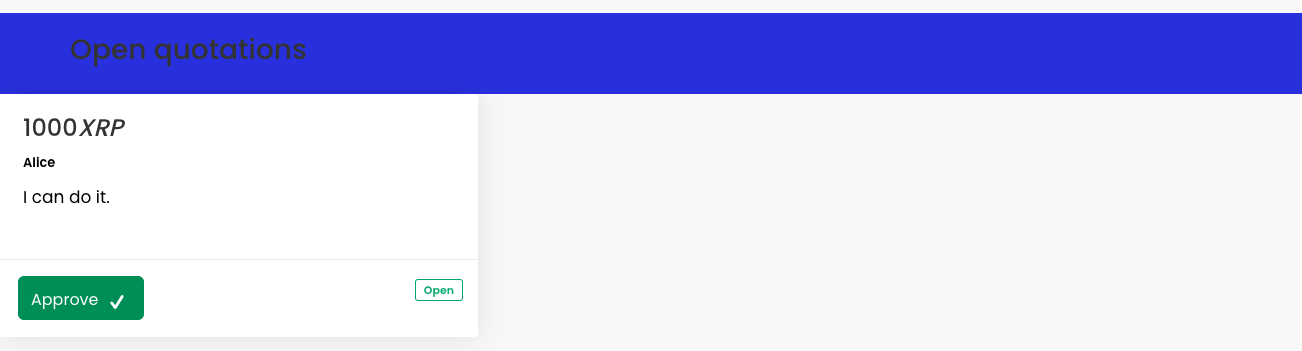 Open quotations
1000XRP
Alice
I can do it.
Approve
Open